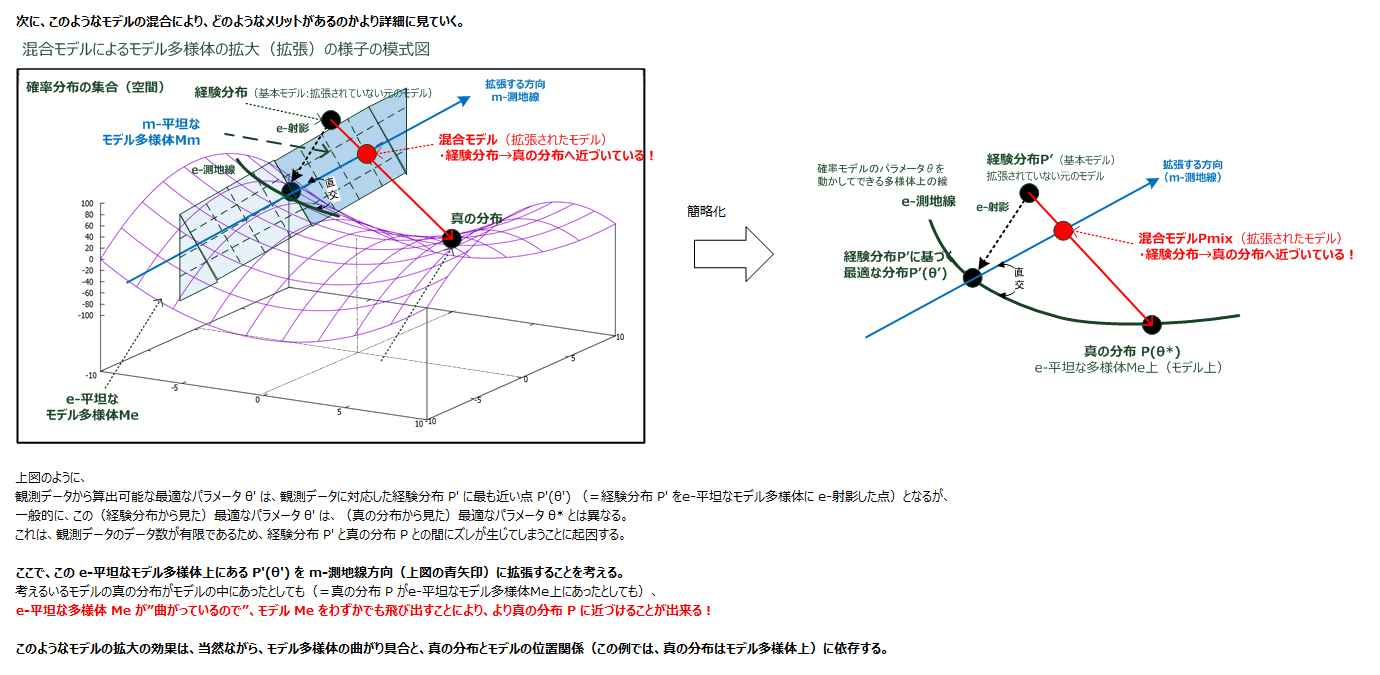 次に、このようなモデルの混合により、どのようなメリットがあるのかより詳細に見ていく。
混合モデルによるモデル多様体の拡大（拡張）の様子の模式図
確率分布の集合（空間）
経験分布（基本モデル:拡張されていない元のモデル）
拡張する方向
m-測地線
m-平坦な
モデル多様体Mm
e-射影
混合モデル（拡張されたモデル）
・経験分布→真の分布へ近づいている！
e-測地線
直
交
真の分布
100
80
60
40
20
0
-20
-40
-60
-80
-100
-10
-5
0
5
10
-10
-5
0
5
10
e-平坦な
モデル多様体Me
簡略化
確率モデルのパラメータθを
動かしてできる多様体上の線
e-測地線
経験分布P’（基本モデル）
拡張されていない元のモデル
拡張する方向
（m-測地線）
e-射影
混合モデルPmix（拡張されたモデル）
・経験分布→真の分布へ近づいている！
経験分布P’に基づく
最適な分布P’(θ’)
直
交
真の分布 P(θ*)
e-平坦な多様体Me上（モデル上）
上図のように、
観測データから算出可能な最適なパラメータ θ' は、観測データに対応した経験分布 P' に最も近い点 P'(θ') （＝経験分布 P' をe-平坦なモデル多様体に e-射影した点）となるが、
一般的に、この（経験分布から見た）最適なパラメータ θ' は、（真の分布から見た）最適なパラメータ θ* とは異なる。
これは、観測データのデータ数が有限であるため、経験分布 P' と真の分布 P との間にズレが生じてしまうことに起因する。
ここで、この e-平坦なモデル多様体上にある P'(θ') を m-測地線方向（上図の青矢印）に拡張することを考える。
考えるいるモデルの真の分布がモデルの中にあったとしても（＝真の分布 P がe-平坦なモデル多様体Me上にあったとしても）、
e-平坦な多様体 Me が”曲がっているので”、モデル Me をわずかでも飛び出すことにより、より真の分布 P に近づけることが出来る！
このようなモデルの拡大の効果は、当然ながら、モデル多様体の曲がり具合と、真の分布とモデルの位置関係（この例では、真の分布はモデル多様体上）に依存する。